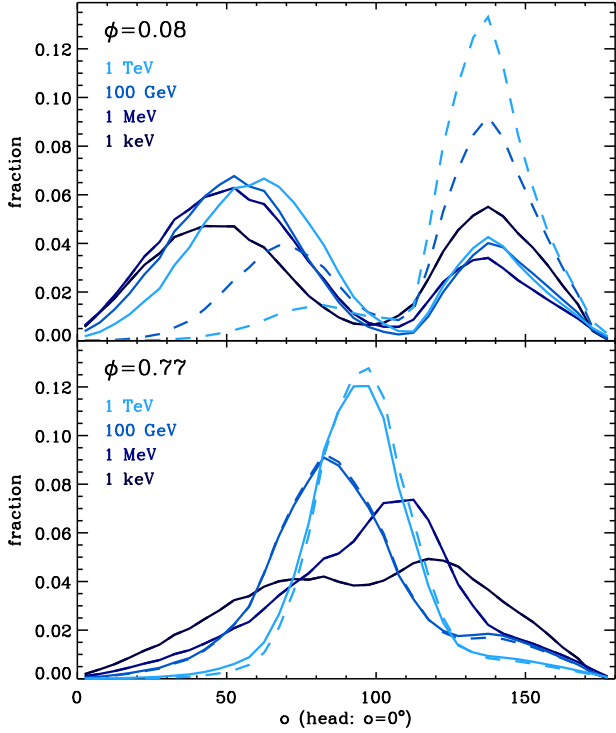 ϕ=0.08
1 TeV
100 GeV
1 MeV
1 keV
0.12
0.10
0.08
0.06
0.04
0.02
0.00
fraction
ϕ=0.77
1 TeV
100 GeV
1 MeV
1 keV
0.12
0.10
0.08
0.06
0.04
0.02
0.00
fraction
0 50 100 150
o (head: o=0°)